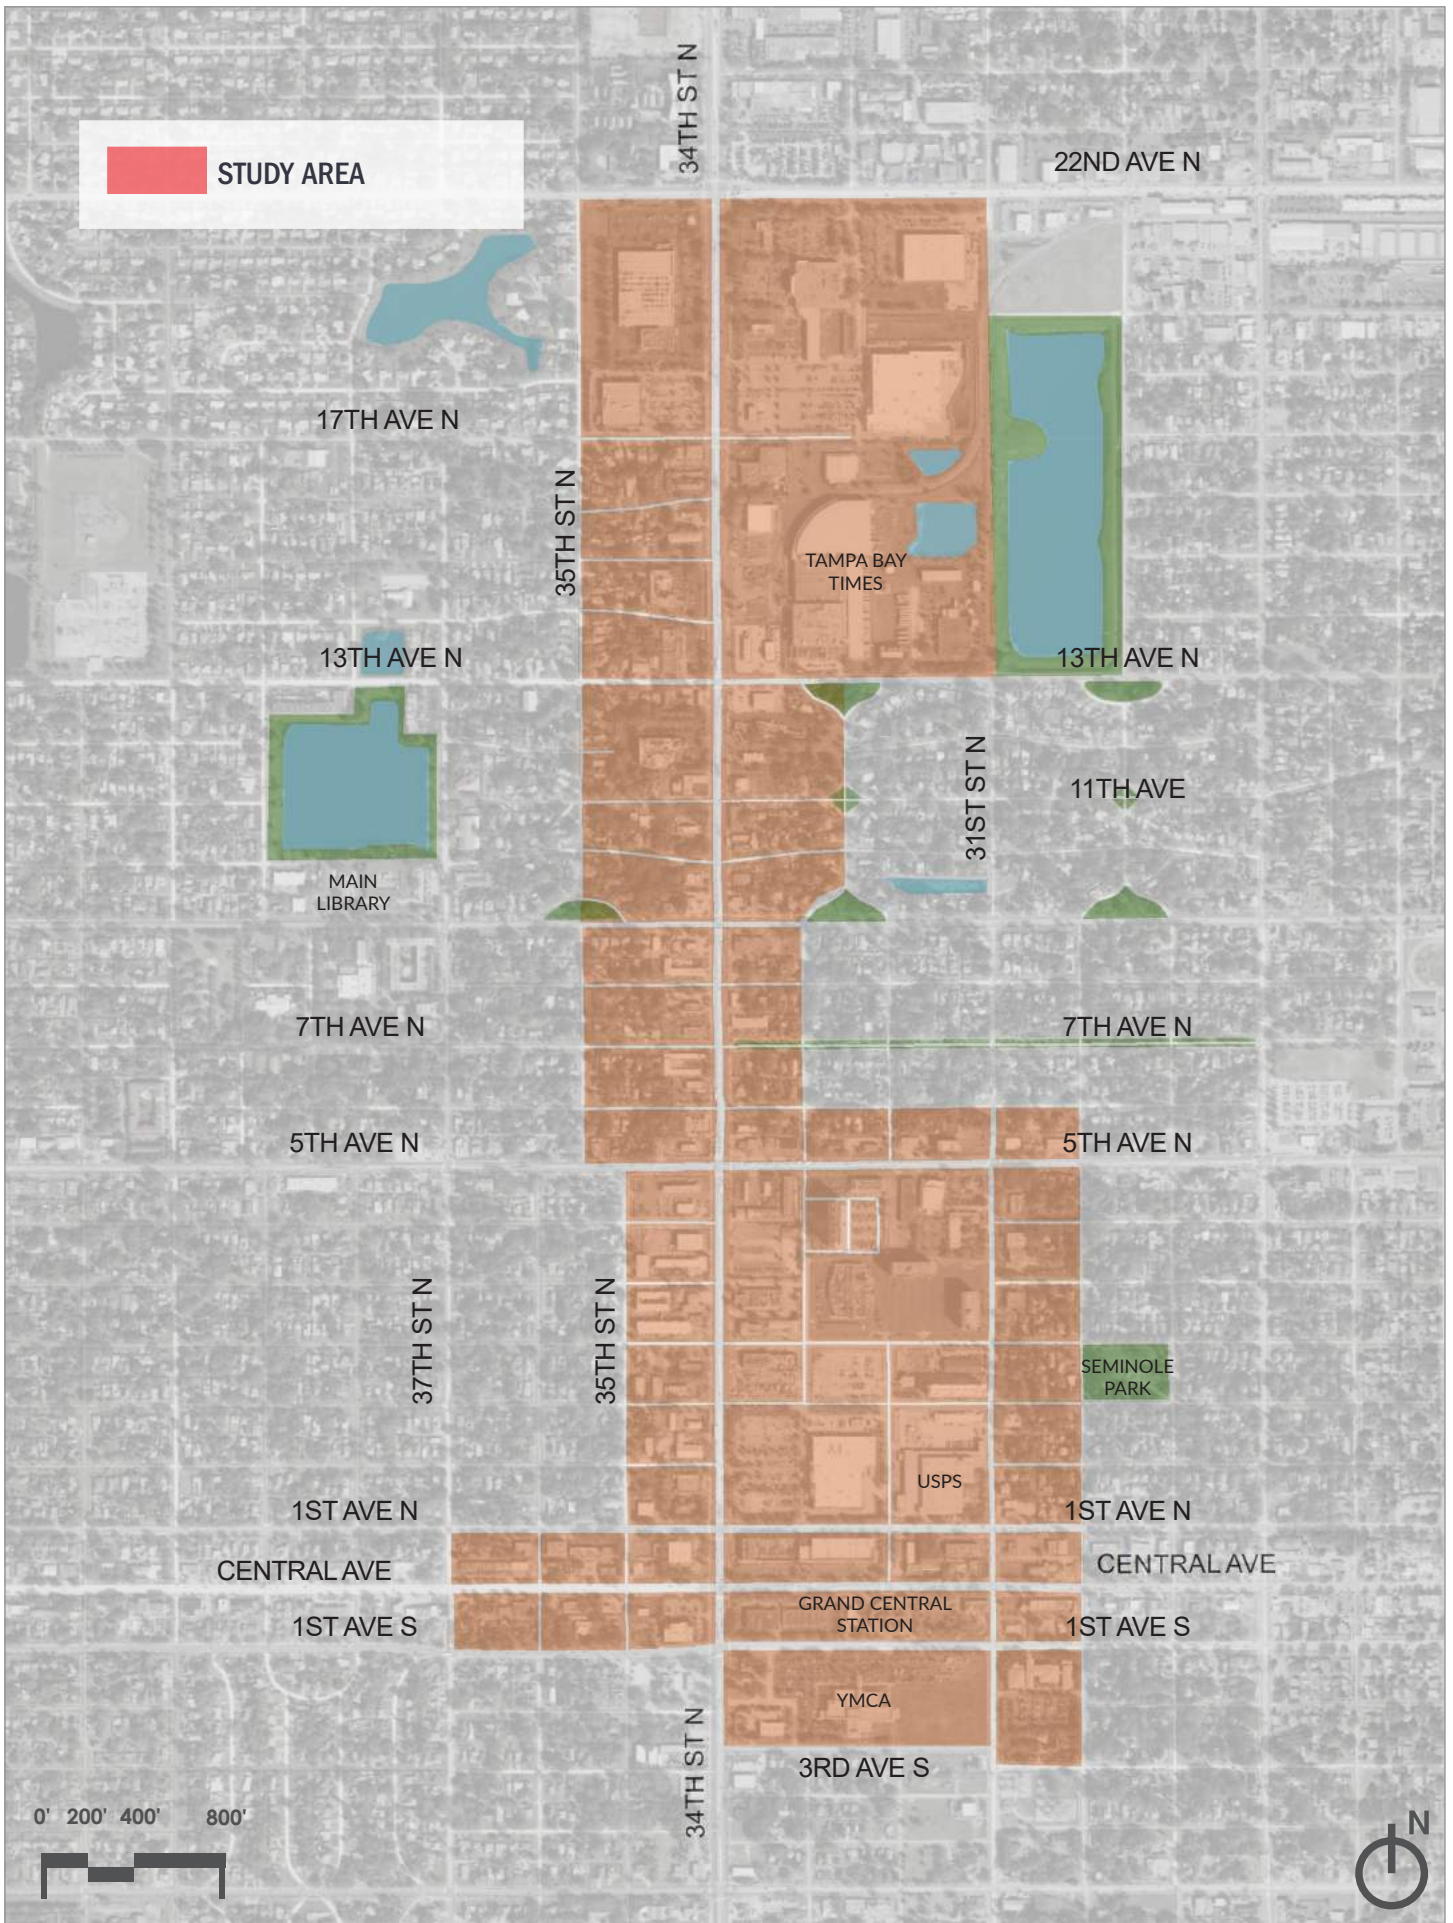 34TH ST N
22ND AVE N
STUDY AREA
17TH AVE N
35TH ST N
TAMPA BAY
TIMES
13TH AVE N
13TH AVE N
31ST ST N
11TH AVE
MAIN
LIBRARY
7TH AVE N
7TH AVE N
5TH AVE N
5TH AVE N
37TH ST N
35TH ST N
SEMINOLE
PARK
USPS
1ST AVE N
1ST AVE N
CENTRAL AVE
CENTRAL AVE
GRAND CENTRAL
STATION
1ST AVE S
1ST AVE S
YMCA
34TH ST N
3RD AVE S
0' 200' 400' 800'
N